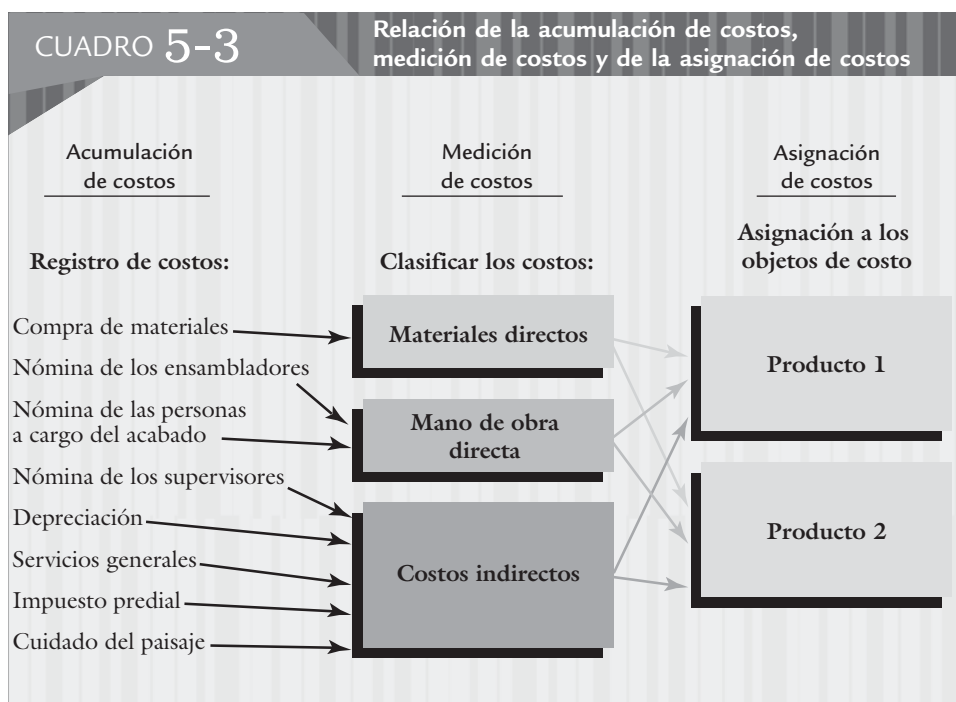 CUADRO 5-3
Relación de la acumulación de costos,
medición de costos y de la asignación de costos
Acumulación
de costos
Medición
de costos
Asignación
de costos
Registro de costos:
Clasificar los costos:
Asignación a los
objetos de costo
Compra de materiales
Nómina de los ensambladores
Nómina de las personas
a cargo del acabado
Nómina de los supervisores
Depreciación
Servicios generales
Impuesto predial
Cuidado del paisaje
Materiales directos
Mano de obra
directa
Costos indirectos
Producto 1
Producto 2